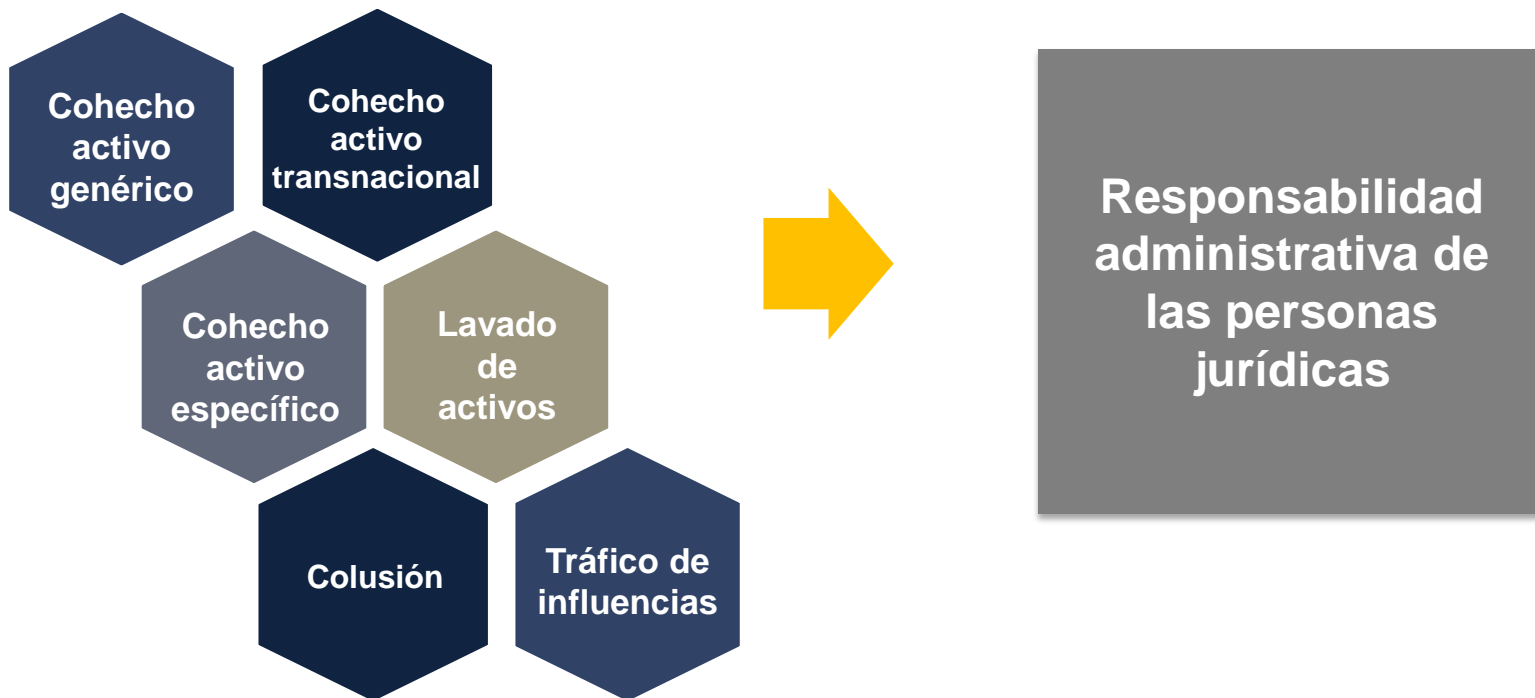 Cohecho
activo
genérico
Cohecho
activo
transnacional
Cohecho
activo
específico
Lavado
de
activos
Colusión
Tráfico de
influencias
Responsabilidad
administrativa de
las personas
jurídicas